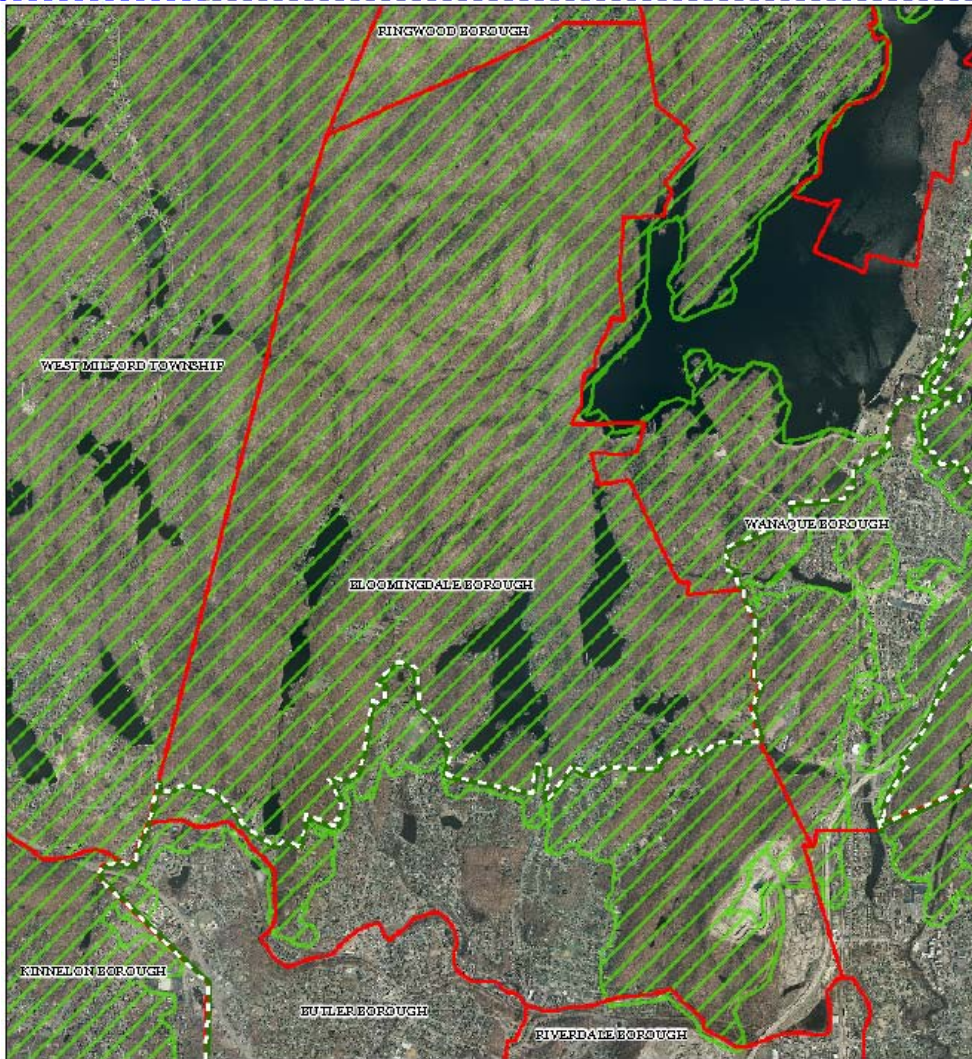 RINGWOOD BOROUGH
WEST MILFORD TOWNSHIP
WANAQUE BOROUGH
BLOOMINGDALE BOROUGH
KINNELON BOROUGH
BUTLER BOROUGH
RIVERDALE BOROUGH